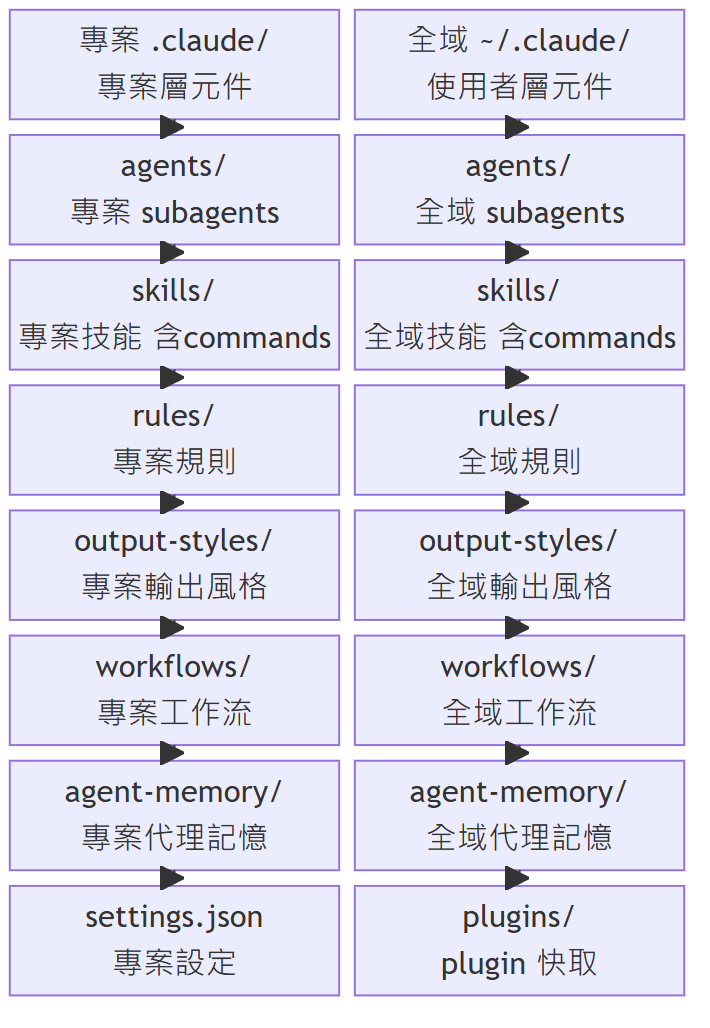 專案 .claude/
專案層元件
agents/
專案 subagents
skills/
專案技能 含commands
rules/
專案規則
output-styles/
專案輸出風格
workflows/
專案工作流
agent-memory/
專案代理記憶
settings.json
專案設定
全域 ~/.claude/
使用者層元件
agents/
全域 subagents
skills/
全域技能 含commands
rules/
全域規則
output-styles/
全域輸出風格
workflows/
全域工作流
agent-memory/
全域代理記憶
plugins/
plugin 快取